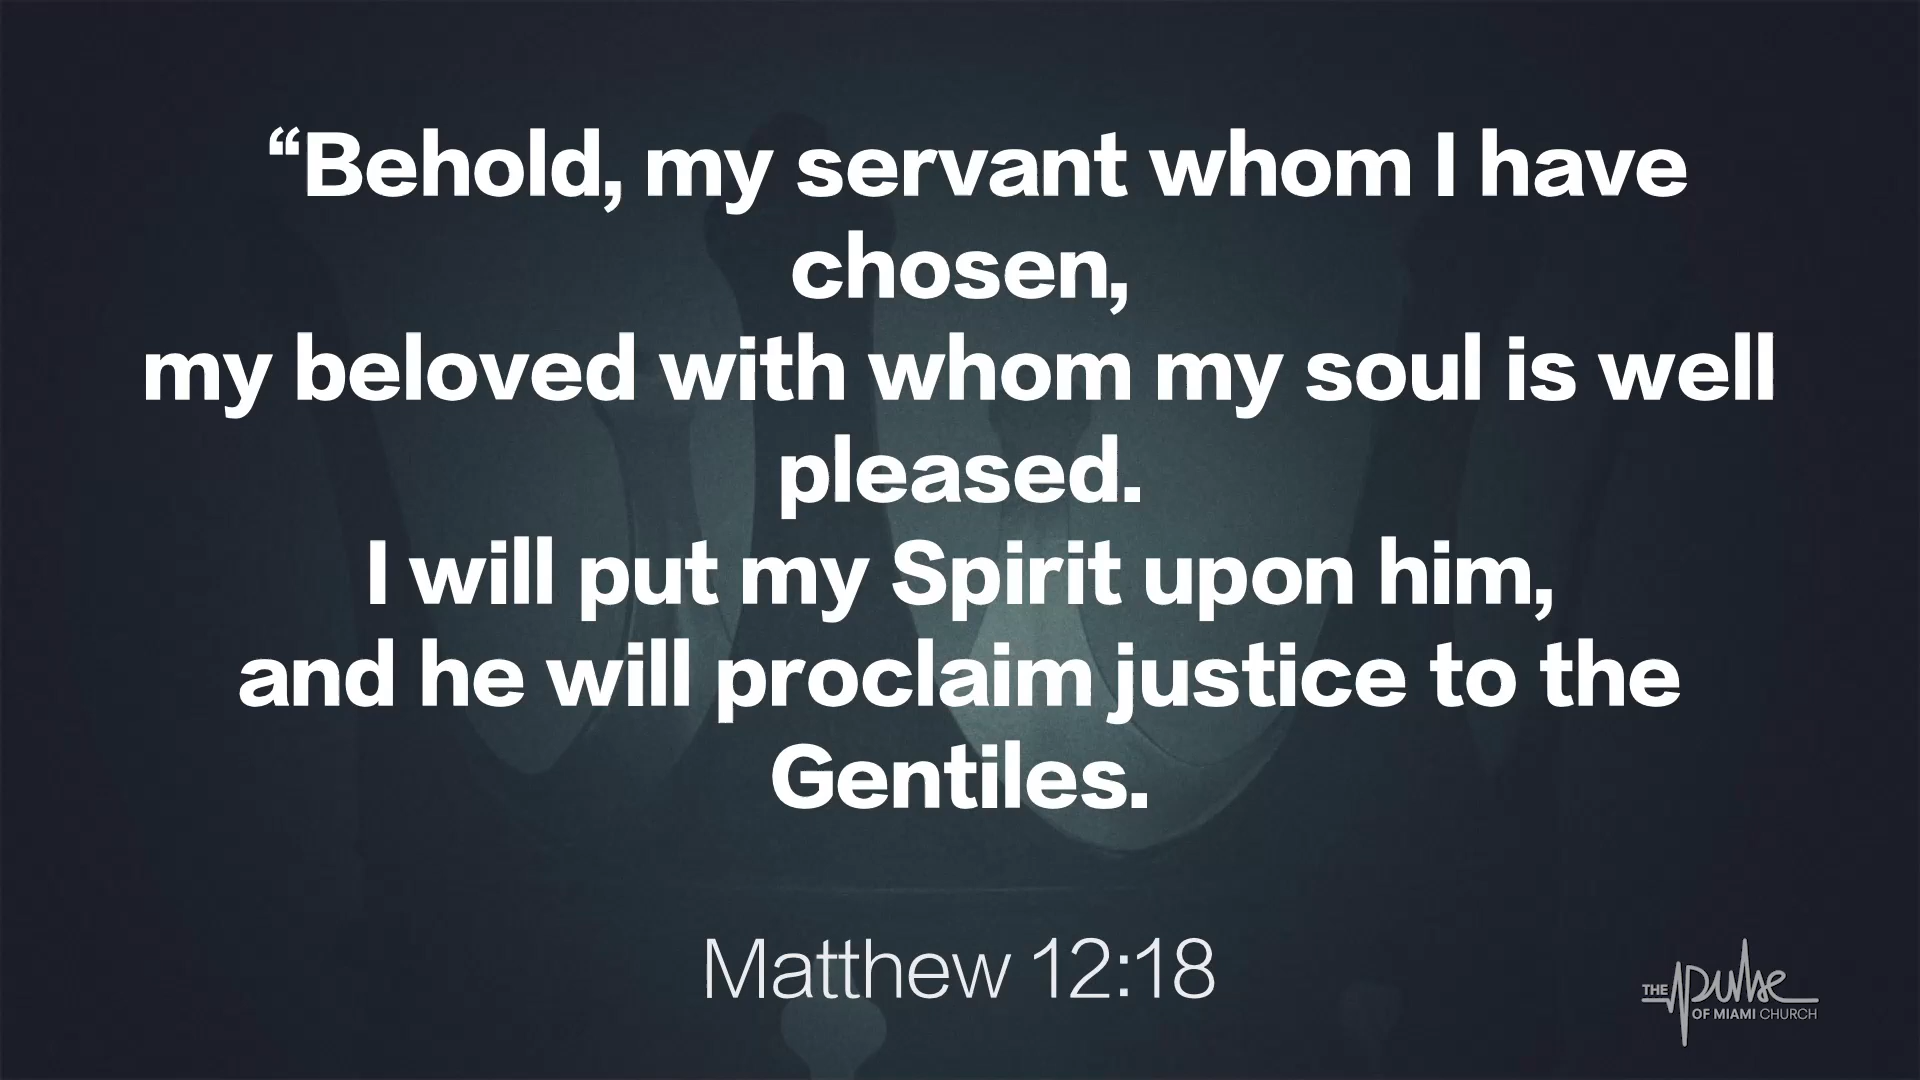 “Behold, my servant whom I have
chosen,
my beloved with whom my soul is well
pleased.
I will put my Spirit upon him,
and he will proclaim justice to the
Gentiles.
Matthew 12:18
THE pulse
OF MIAMI CHURCH